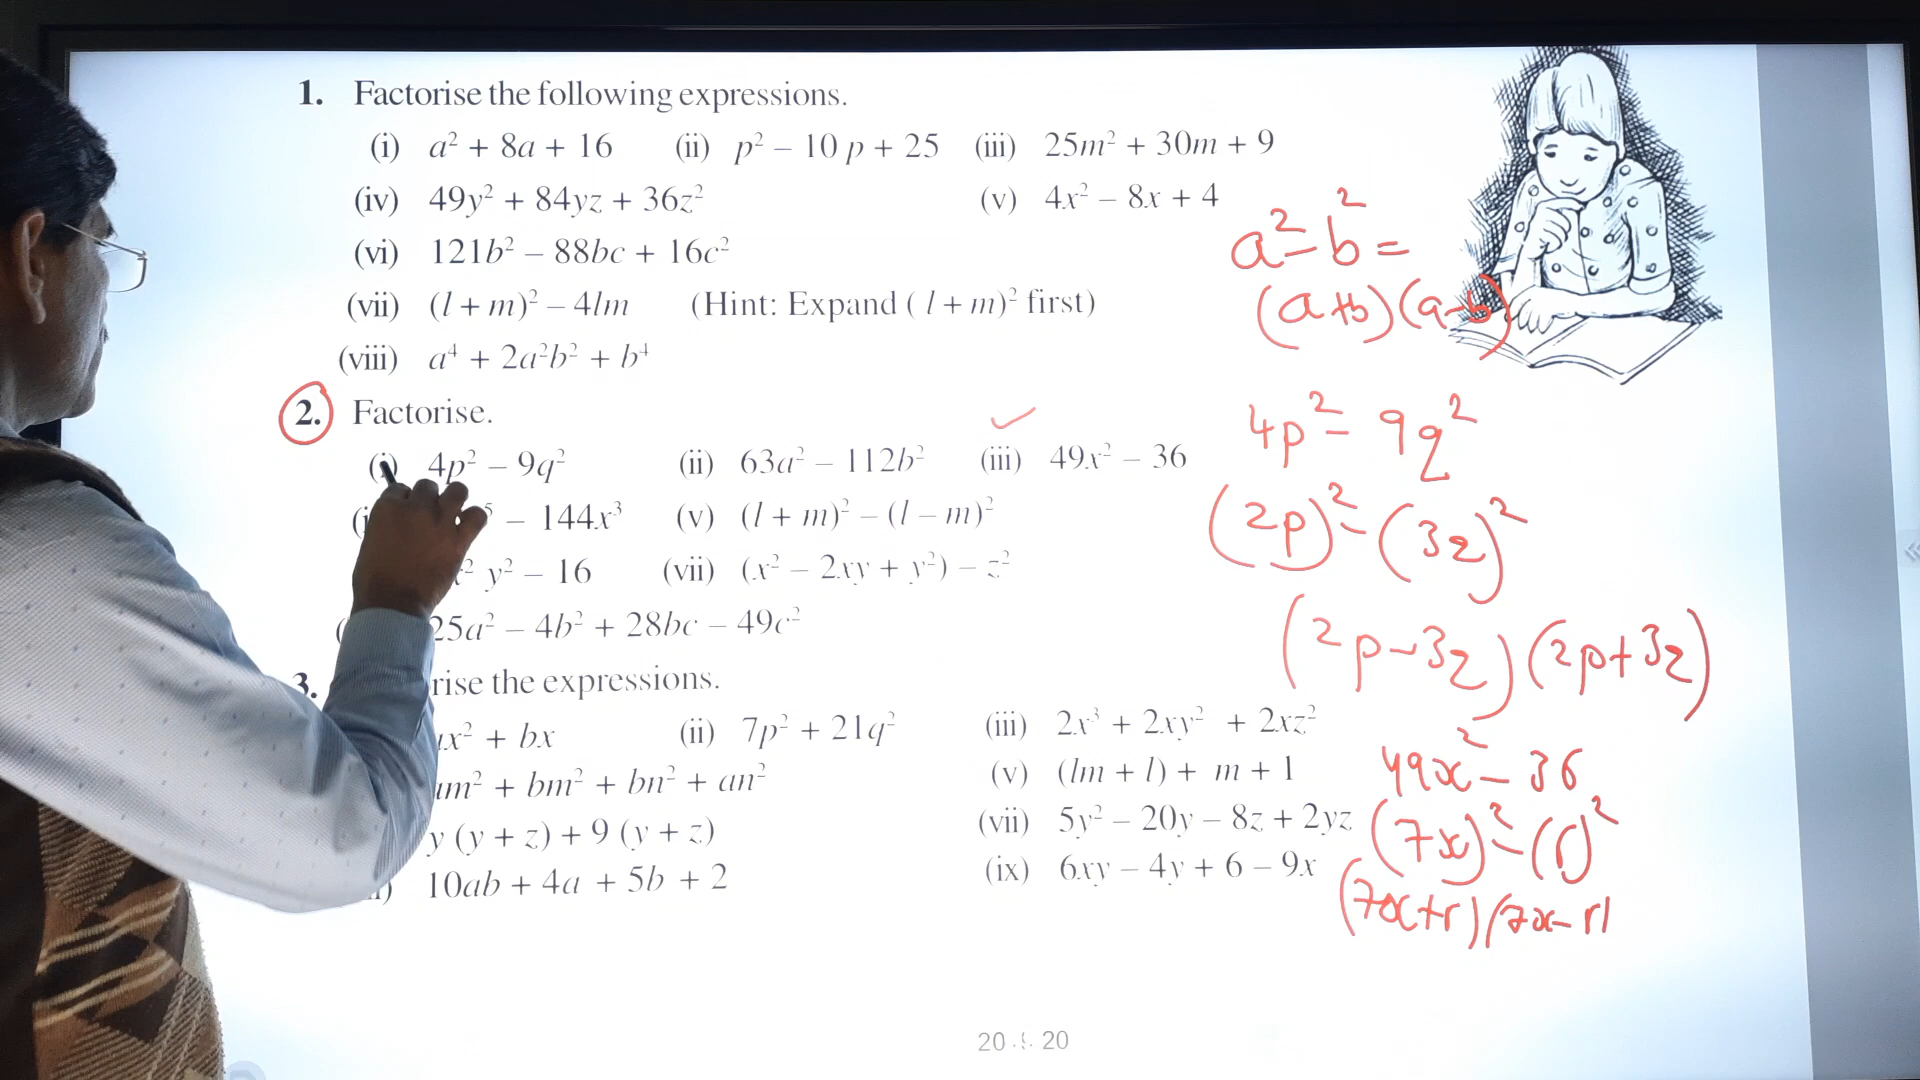 1. Factorise the following expressions.
(i) a² + 8a + 16 (ii) p² – 10 p + 25 (iii) 25m² + 30m + 9
(iv) 49y² + 84yz + 36z² (v) 4x² – 8x + 4
(vi) 121b² – 88bc + 16c²
(vii) (l + m)² – 4lm (Hint: Expand ( l + m)² first)
(viii) a⁴ + 2a²b² + b⁴
2. Factorise.
(i) 4p² – 9q² (ii) 63a² – 112b² (iii) 49x² – 36
– 144x³ (v) (l + m)² – (l – m)²
y² – 16 (vii) (x² – 2xy + y²) – z²
25a² – 4b² + 28bc – 49c²
3. rise the expressions.
x² + bx (ii) 7p² + 21q² (iii) 2x³ + 2xy² + 2xz²
m² + bm² + bn² + an² (v) (lm + l) + m + 1
y (y + z) + 9 (y + z) (vii) 5y² – 20y – 8z + 2yz
10ab + 4a + 5b + 2 (ix) 6xy – 4y + 6 – 9x
a² – b² =
(a+b)(a-b)
4p² – 9q²
(2p)² – (3q)²
(2p–3q)(2p+3q)
49x² – 36
(7x)² – ( )²
(7x+ )(7x–
20 20